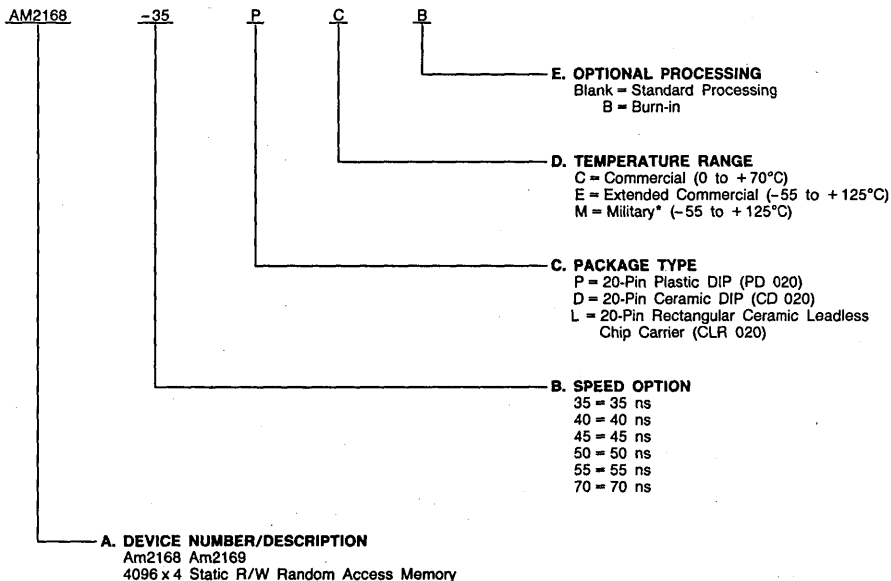 AM2168 -35 P C B
E. OPTIONAL PROCESSING
Blank = Standard Processing
B = Burn-in
D. TEMPERATURE RANGE
C = Commercial (0 to +70°C)
E = Extended Commercial (-55 to +125°C)
M = Military* (-55 to +125°C)
C. PACKAGE TYPE
P = 20-Pin Plastic DIP (PD 020)
D = 20-Pin Ceramic DIP (CD 020)
L = 20-Pin Rectangular Ceramic Leadless
Chip Carrier (CLR 020)
B. SPEED OPTION
35 = 35 ns
40 = 40 ns
45 = 45 ns
50 = 50 ns
55 = 55 ns
70 = 70 ns
A. DEVICE NUMBER/DESCRIPTION
Am2168 Am2169
4096 x 4 Static R/W Random Access Memory